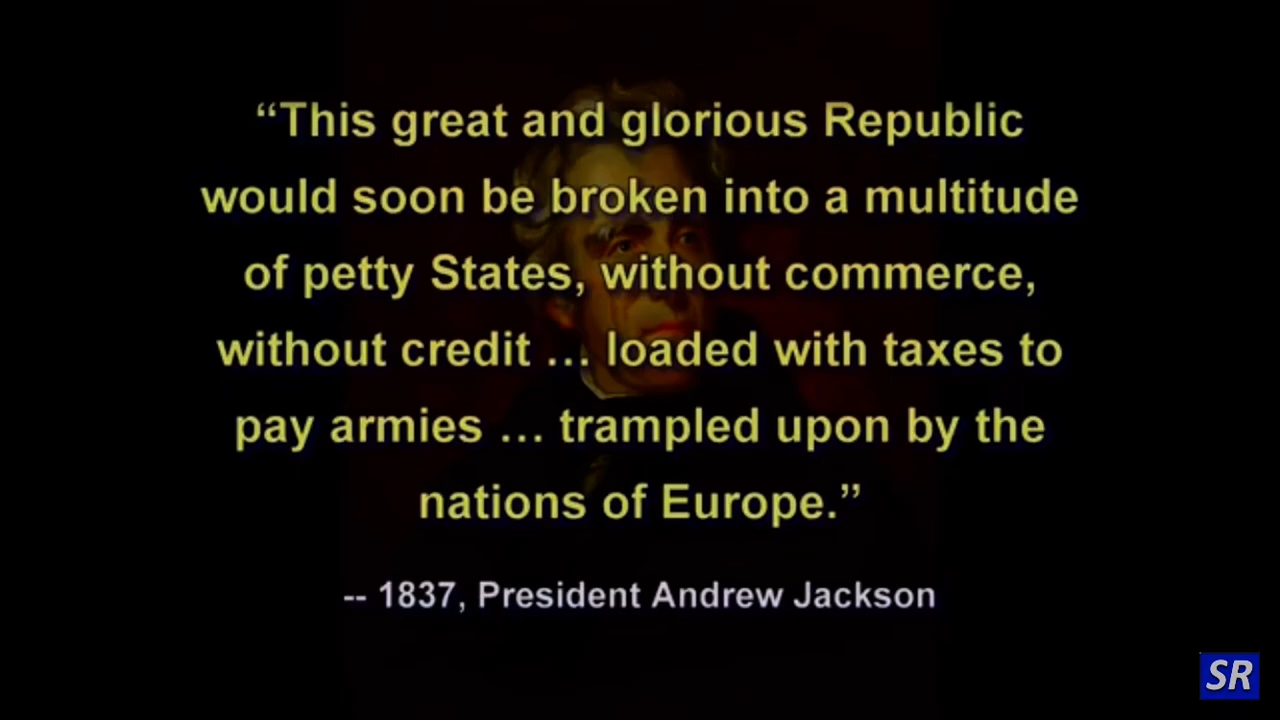 “This great and glorious Republic
would soon be broken into a multitude
of petty States, without commerce,
without credit … loaded with taxes to
pay armies … trampled upon by the
nations of Europe.”
-- 1837, President Andrew Jackson
SR